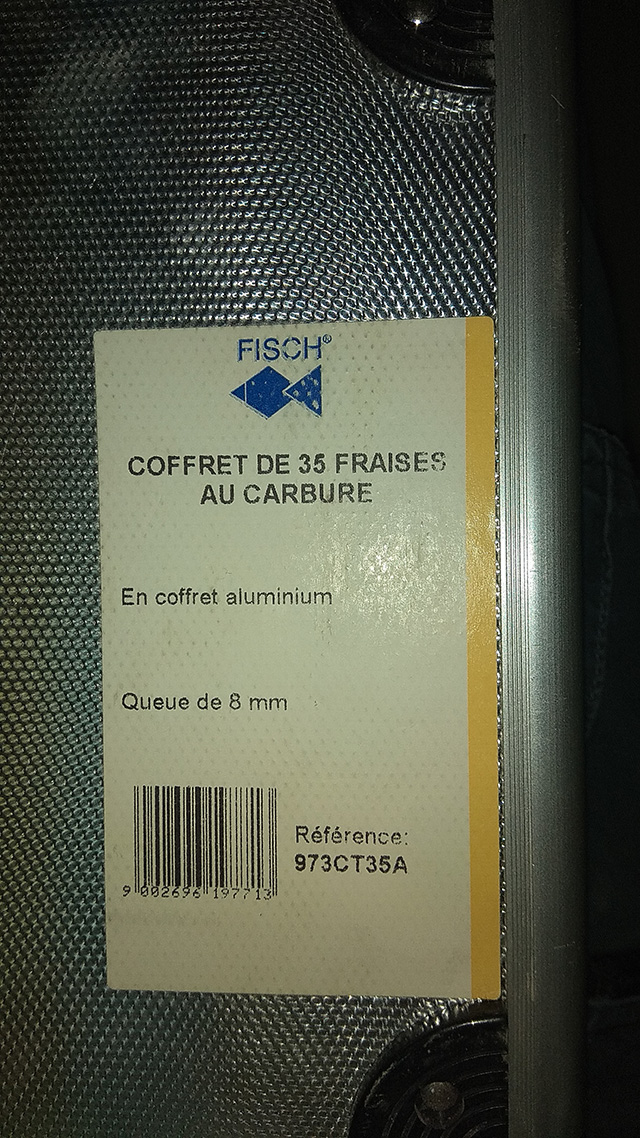 FISCH®
COFFRET DE 35 FRAISES
AU CARBURE
En coffret aluminium
Queue de 8 mm
Référence:
973CT35A
9 002696 197713